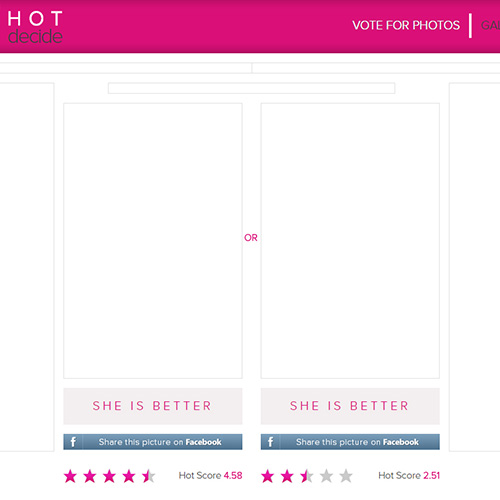 HOT
decide
VOTE FOR PHOTOS
OR
SHE IS BETTER
SHE IS BETTER
f Share this picture on Facebook
f Share this picture on Facebook
Hot Score 4.58
Hot Score 2.51